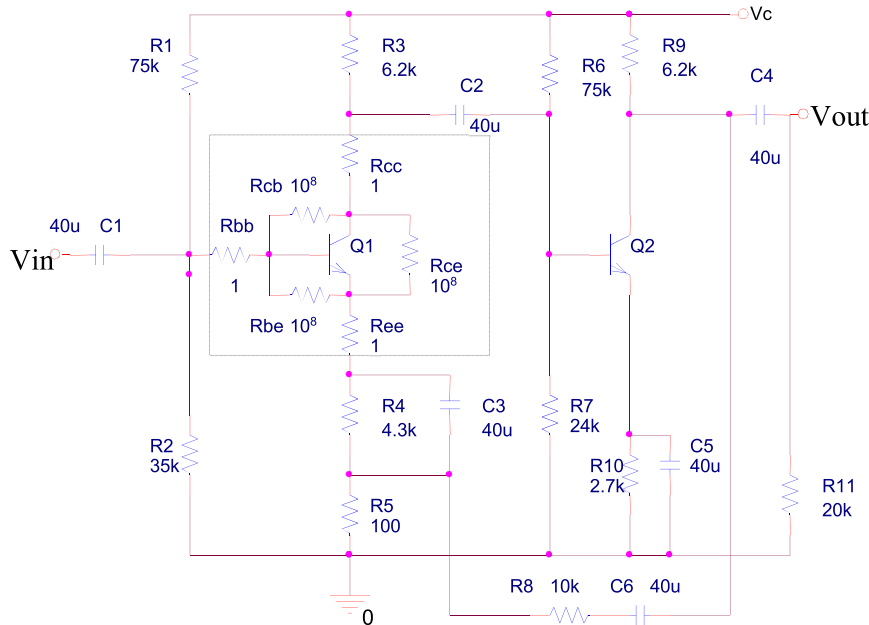 Vc
R1
75k
R3
6.2k
R6
75k
R9
6.2k
C2
40u
C4
40u
Vout
Rcc
1
Rcb 10⁸
Rbb
1
40u C1
Vin
Q1
Rce
10⁸
Q2
Rbe 10⁸
Ree
1
R4
4.3k
C3
40u
R7
24k
R2
35k
R10
2.7k
C5
40u
R5
100
R11
20k
R8 10k C6 40u
0